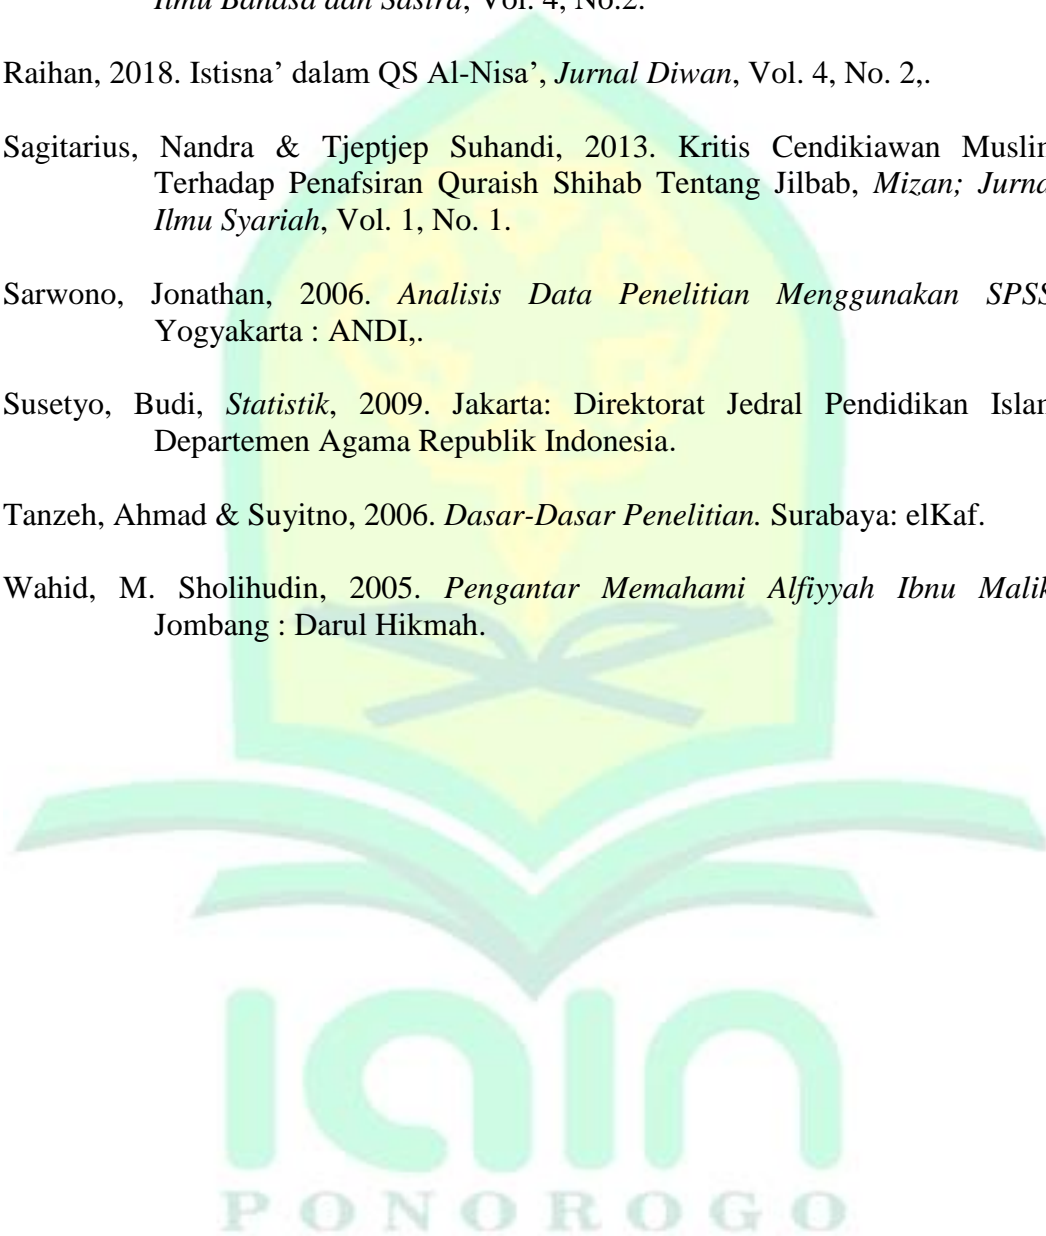 Ilmu Bahasa dan Sastra, Vol. 4, No.2.
Raihan, 2018. Istisna’ dalam QS Al-Nisa’, Jurnal Diwan, Vol. 4, No. 2,.
Sagitarius, Nandra & Tjeptjep Suhandi, 2013. Kritis Cendikiawan Muslim
Terhadap Penafsiran Quraish Shihab Tentang Jilbab, Mizan; Jurna
Ilmu Syariah, Vol. 1, No. 1.
Sarwono, Jonathan, 2006. Analisis Data Penelitian Menggunakan SPSS
Yogyakarta : ANDI,.
Susetyo, Budi, Statistik, 2009. Jakarta: Direktorat Jedral Pendidikan Islam
Departemen Agama Republik Indonesia.
Tanzeh, Ahmad & Suyitno, 2006. Dasar-Dasar Penelitian. Surabaya: elKaf.
Wahid, M. Sholihudin, 2005. Pengantar Memahami Alfiyyah Ibnu Malik
Jombang : Darul Hikmah.
IAIN
PONOROGO